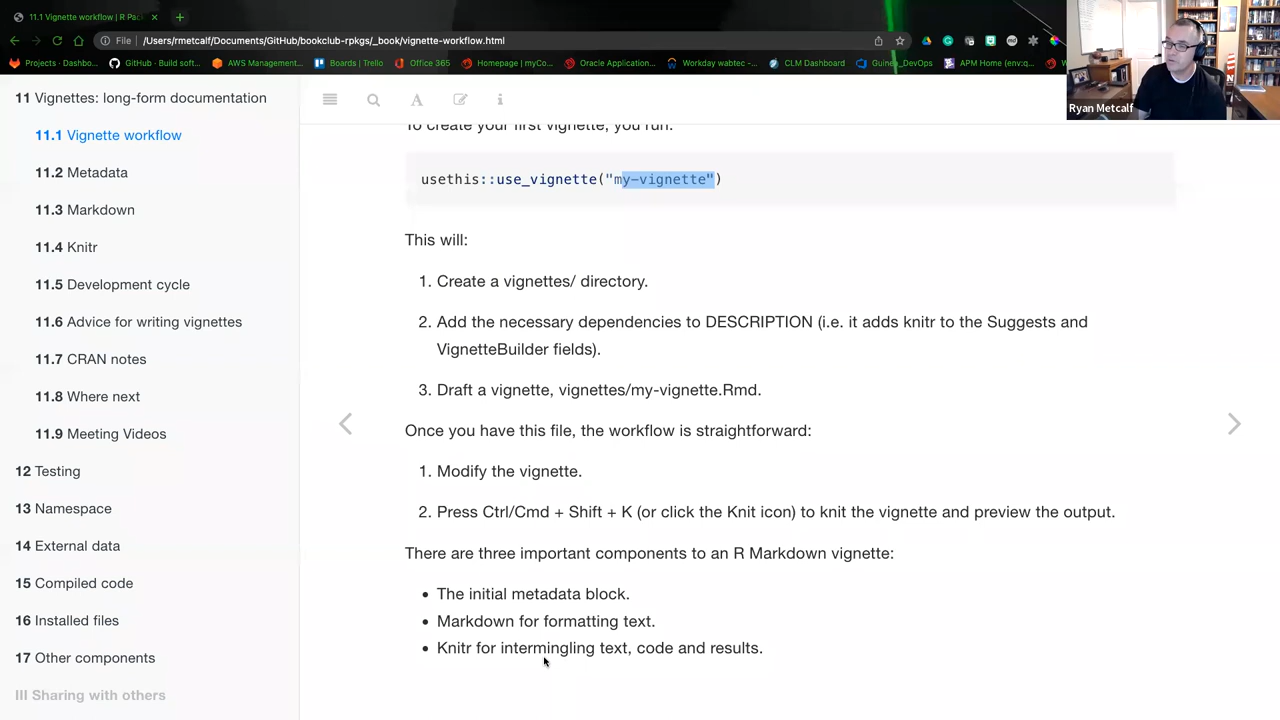 11.1 Vignette workflow | R Pac
File
/Users/rmetcalf/Documents/GitHub/bookclub-rpkgs/_book/vignette-workflow.html
Projects · Dashbo...
GitHub · Build soft...
AWS Management...
Boards | Trello
Office 365
Homepage | myCo...
Oracle Application...
Workday wabtec -...
CLM Dashboard
Guinea_DevOps
APM Home (env:q...
Ryan Metcalf
11 Vignettes: long-form documentation
11.1 Vignette workflow
11.2 Metadata
11.3 Markdown
11.4 Knitr
11.5 Development cycle
11.6 Advice for writing vignettes
11.7 CRAN notes
11.8 Where next
11.9 Meeting Videos
12 Testing
13 Namespace
14 External data
15 Compiled code
16 Installed files
17 Other components
III Sharing with others
To create your first vignette, you run:
usethis::use_vignette("my-vignette")
This will:
1. Create a vignettes/ directory.
2. Add the necessary dependencies to DESCRIPTION (i.e. it adds knitr to the Suggests and
VignetteBuilder fields).
3. Draft a vignette, vignettes/my-vignette.Rmd.
Once you have this file, the workflow is straightforward:
1. Modify the vignette.
2. Press Ctrl/Cmd + Shift + K (or click the Knit icon) to knit the vignette and preview the output.
There are three important components to an R Markdown vignette:
• The initial metadata block.
• Markdown for formatting text.
• Knitr for intermingling text, code and results.